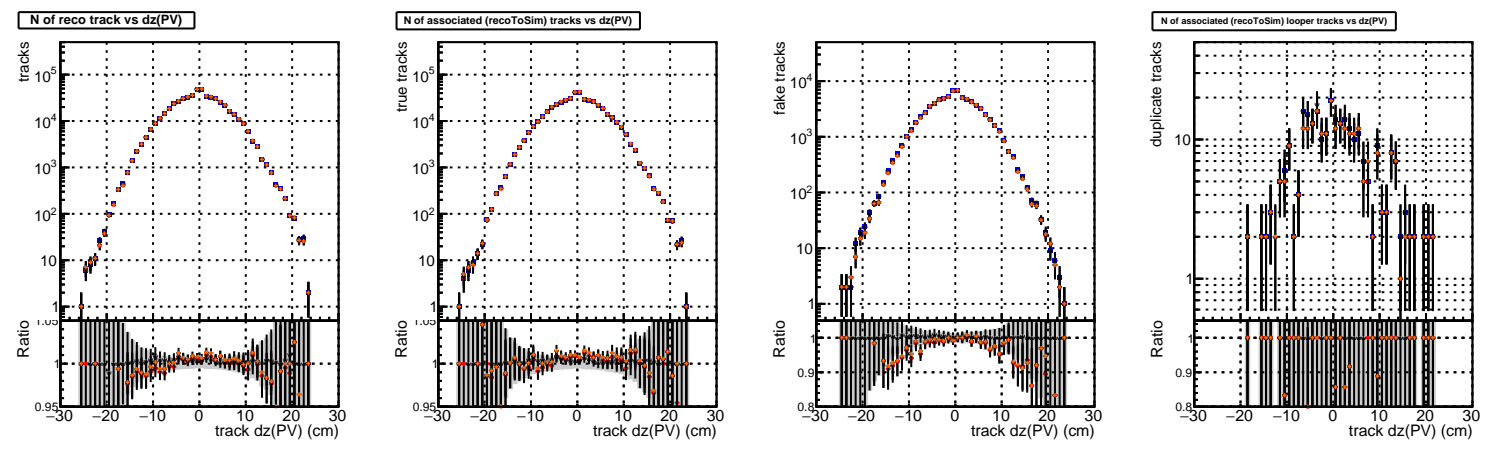 N of reco track vs dz(PV)
tracks
10^5
10^4
10^3
10^2
10
1
Ratio
1.05
1
0.95
−30 −20 −10 0 10 20 30
track dz(PV) (cm)
N of associated (recoToSim) tracks vs dz(PV)
true tracks
10^5
10^4
10^3
10^2
10
1
Ratio
1.05
1
0.95
−30 −20 −10 0 10 20 30
track dz(PV) (cm)
fake tracks
10^4
10^3
10^2
10
1
Ratio
1
0.9
0.8
−30 −20 −10 0 10 20 30
track dz(PV) (cm)
N of associated (recoToSim) looper tracks vs dz(PV)
duplicate tracks
10
1
Ratio
1
0.9
0.8
−30 −20 −10 0 10 20 30
track dz(PV) (cm)